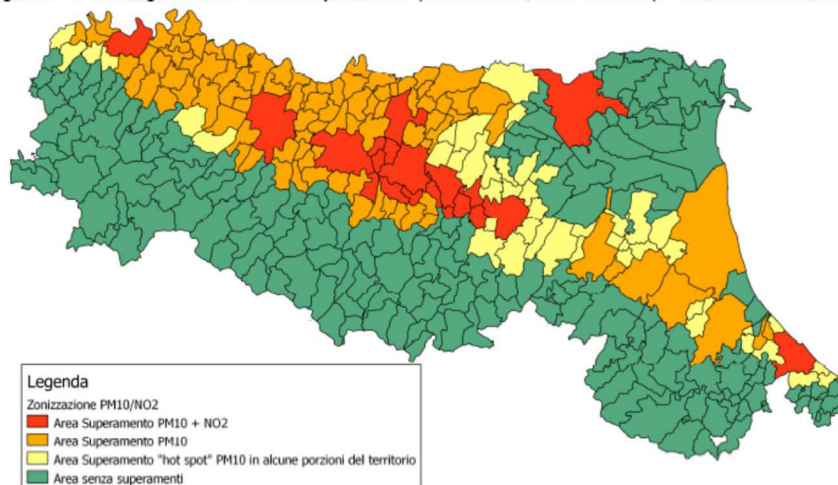 Legenda
Zonizzazione PM10/NO2
Area Superamento PM10 + NO2
Area Superamento PM10
Area Superamento "hot spot" PM10 in alcune porzioni del territorio
Area senza superamenti